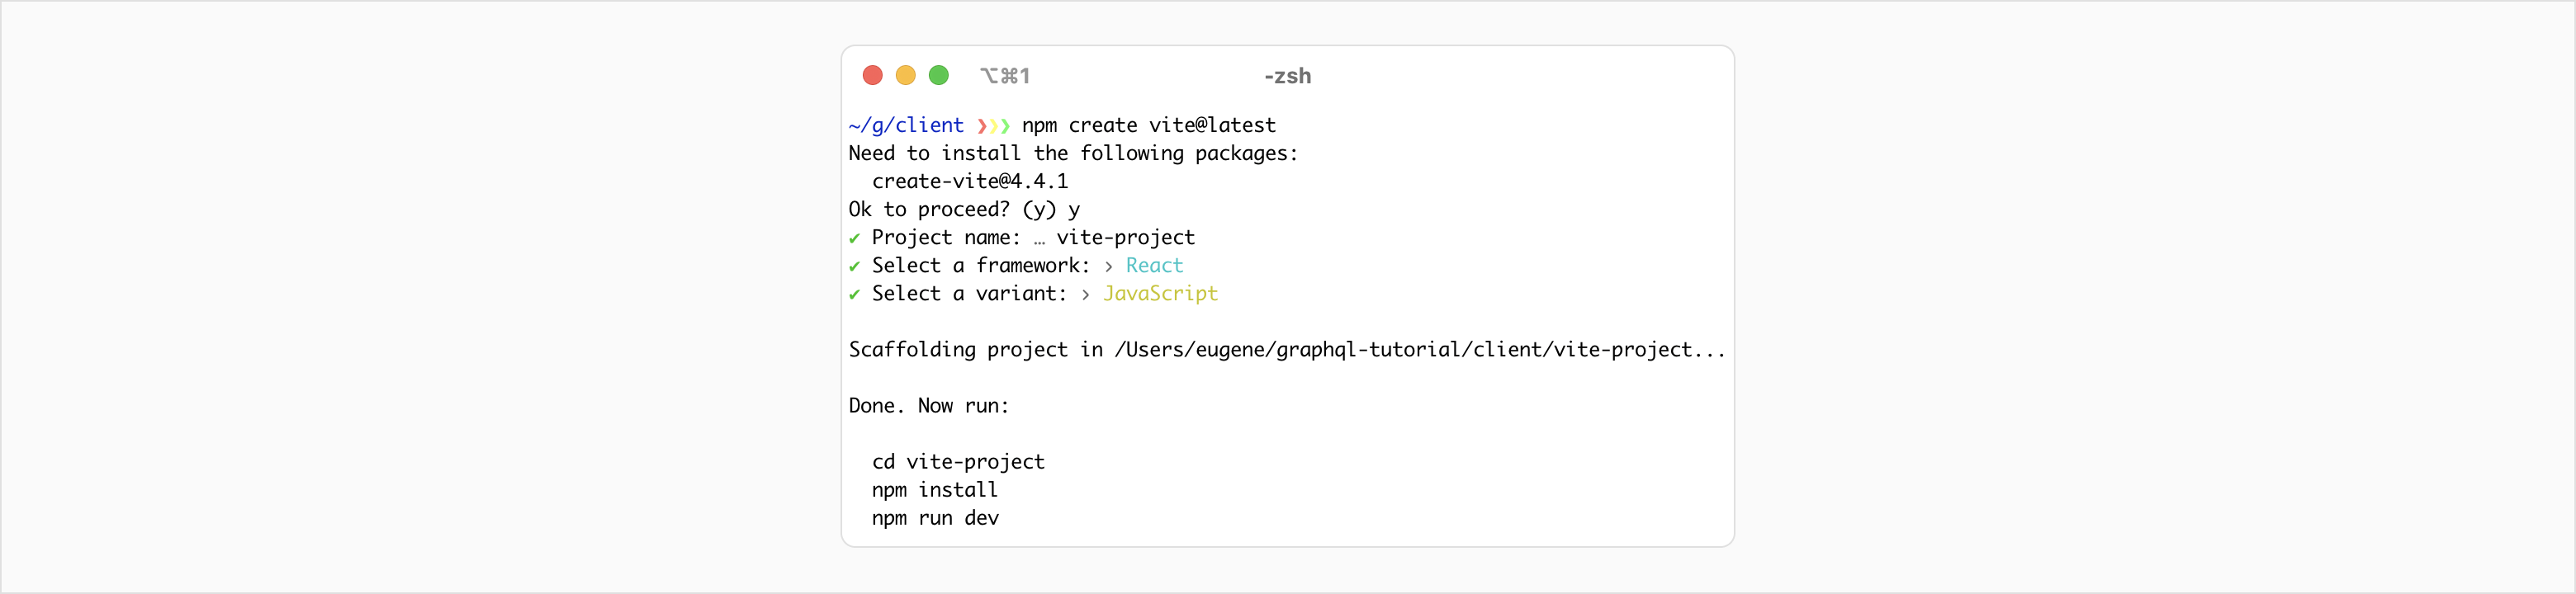 ⌥⌘1 -zsh
~/g/client ❯❯❯ npm create vite@latest
Need to install the following packages:
  create-vite@4.4.1
Ok to proceed? (y) y
✔ Project name: … vite-project
✔ Select a framework: › React
✔ Select a variant: › JavaScript
Scaffolding project in /Users/eugene/graphql-tutorial/client/vite-project...
Done. Now run:
  cd vite-project
  npm install
  npm run dev